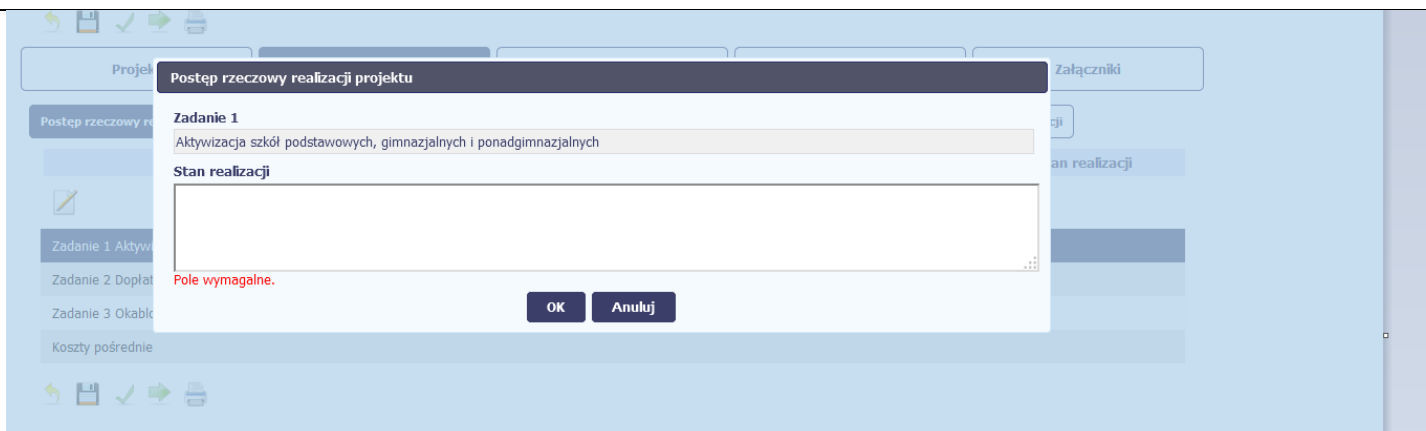 Projek
Załączniki
Postęp rzeczowy realizacji projektu
Zadanie 1
Postęp rzeczowy re
cji
Aktywizacja szkół podstawowych, gimnazjalnych i ponadgimnazjalnych
an realizacji
Stan realizacji
Zadanie 1 Aktywi
Zadanie 2 Dopłat
Pole wymagalne.
OK Anuluj
Zadanie 3 Okablo
Koszty pośrednie